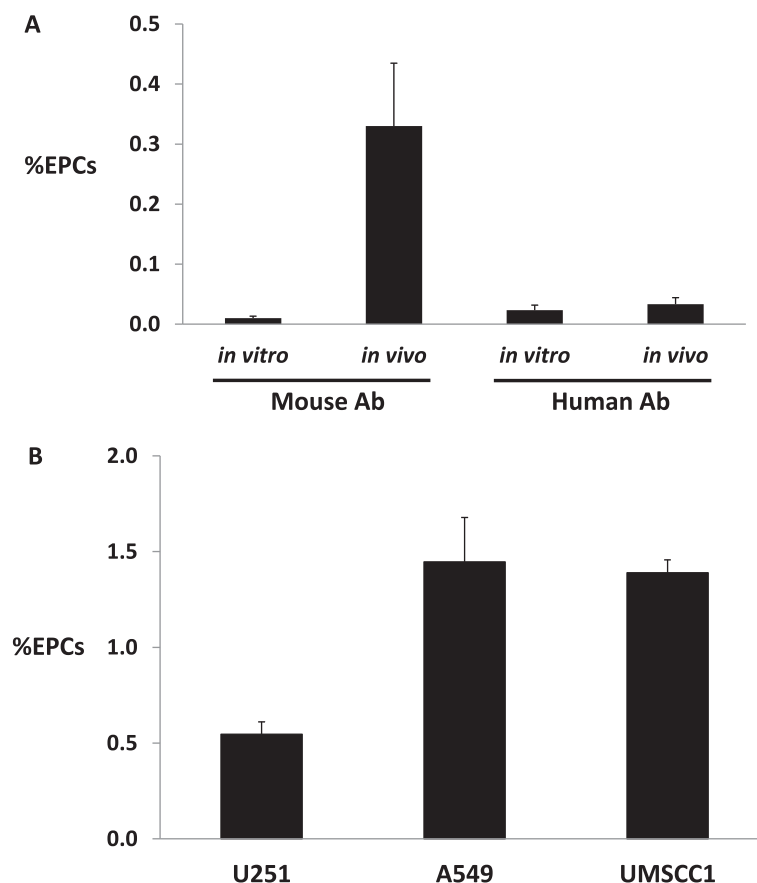 A
0.5
0.4
0.3
%EPCs
0.2
0.1
0.0
in vitro in vivo in vitro in vivo
Mouse Ab Human Ab
B
2.0
1.5
1.0
%EPCs
0.5
0.0
U251 A549 UMSCC1